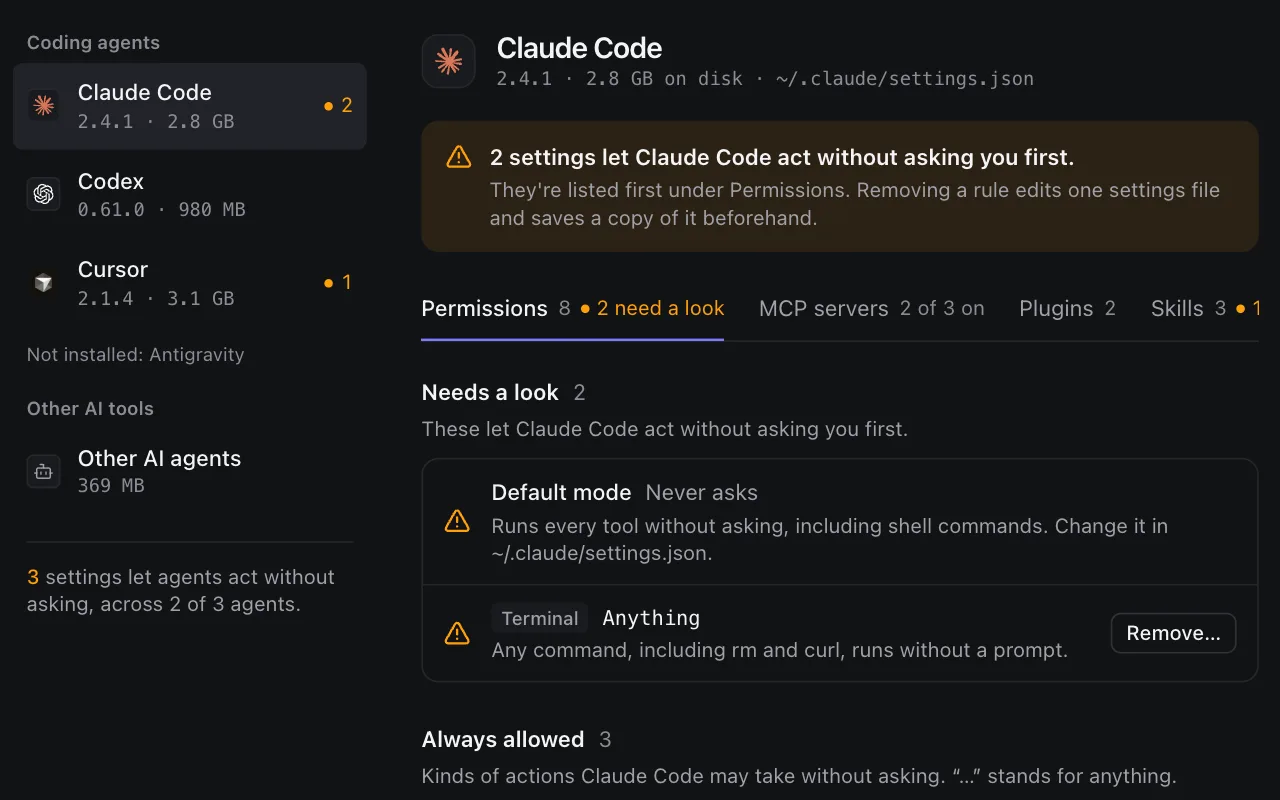 Coding agents
Claude Code
2.4.1 · 2.8 GB
2
Codex
0.61.0 · 980 MB
Cursor
2.1.4 · 3.1 GB
1
Not installed: Antigravity
Other AI tools
Other AI agents
369 MB
3 settings let agents act without
asking, across 2 of 3 agents.
Claude Code
2.4.1 · 2.8 GB on disk · ~/.claude/settings.json
2 settings let Claude Code act without asking you first.
They're listed first under Permissions. Removing a rule edits one settings file
and saves a copy of it beforehand.
Permissions 8 2 need a look MCP servers 2 of 3 on Plugins 2 Skills 3 1
Needs a look 2
These let Claude Code act without asking you first.
Default mode Never asks
Runs every tool without asking, including shell commands. Change it in
~/.claude/settings.json.
Terminal Anything
Any command, including rm and curl, runs without a prompt.
Remove...
Always allowed 3
Kinds of actions Claude Code may take without asking. “...” stands for anything.